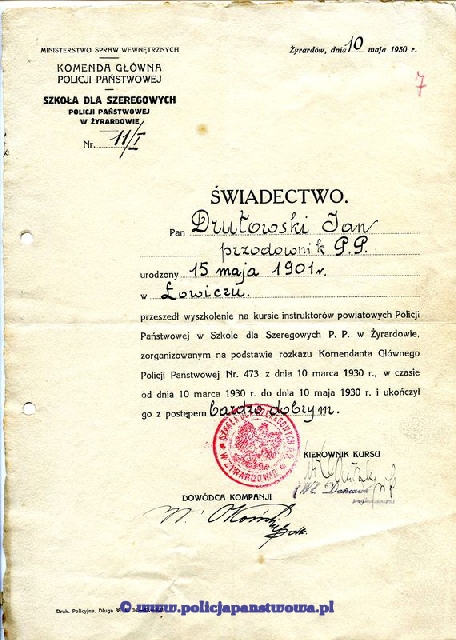 MINISTERSTWO SPRAW WEWNĘTRZNYCH
KOMENDA GŁÓWNA
POLICJI PAŃSTWOWEJ
SZKOŁA DLA SZEREGOWYCH
POLICJI PAŃSTWOWEJ
W ŻYRARDOWIE
Nr. 11/I
Żyrardów, dnia 10 maja 1930 r.
7
ŚWIADECTWO.
Pan Drutowski Jan
przodownik P.P.
urodzony 15 maja 1901 r.
w Łowiczu.
przeszedł wyszkolenie na kursie instruktorów powiatowych Policji
Państwowej w Szkole dla Szeregowych P. P. w Żyrardowie,
zorganizowanym na podstawie rozkazu Komendanta Głównego
Policji Państwowej Nr. 473 z dnia 10 marca 1930 r., w czasie
od dnia 10 marca 1930 r. do dnia 10 maja 1930 r. i ukończył
go z postępem bardzo dobrym.
KIEROWNIK KURSU
DOWÓDCA KOMPANJI
Druk. Policyjna, Długa
© www.policjapanstwowa.pl